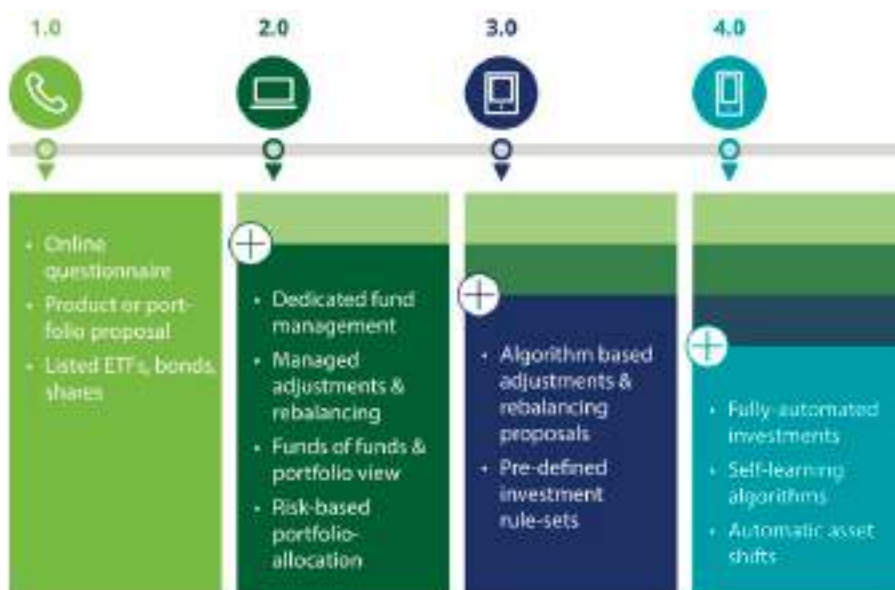 1.0
2.0
3.0
4.0
• Online
questionnaire
• Product or port-
folio proposal
• Listed ETFs, bonds,
shares
• Dedicated fund
management
• Managed
adjustments &
rebalancing
• Funds of funds &
portfolio view
• Risk-based
portfolio-
allocation
• Algorithm based
adjustments &
rebalancing
proposals
• Pre-defined
investment
rule-sets
• Fully-automated
investments
• Self-learning
algorithms
• Automatic asset
shifts